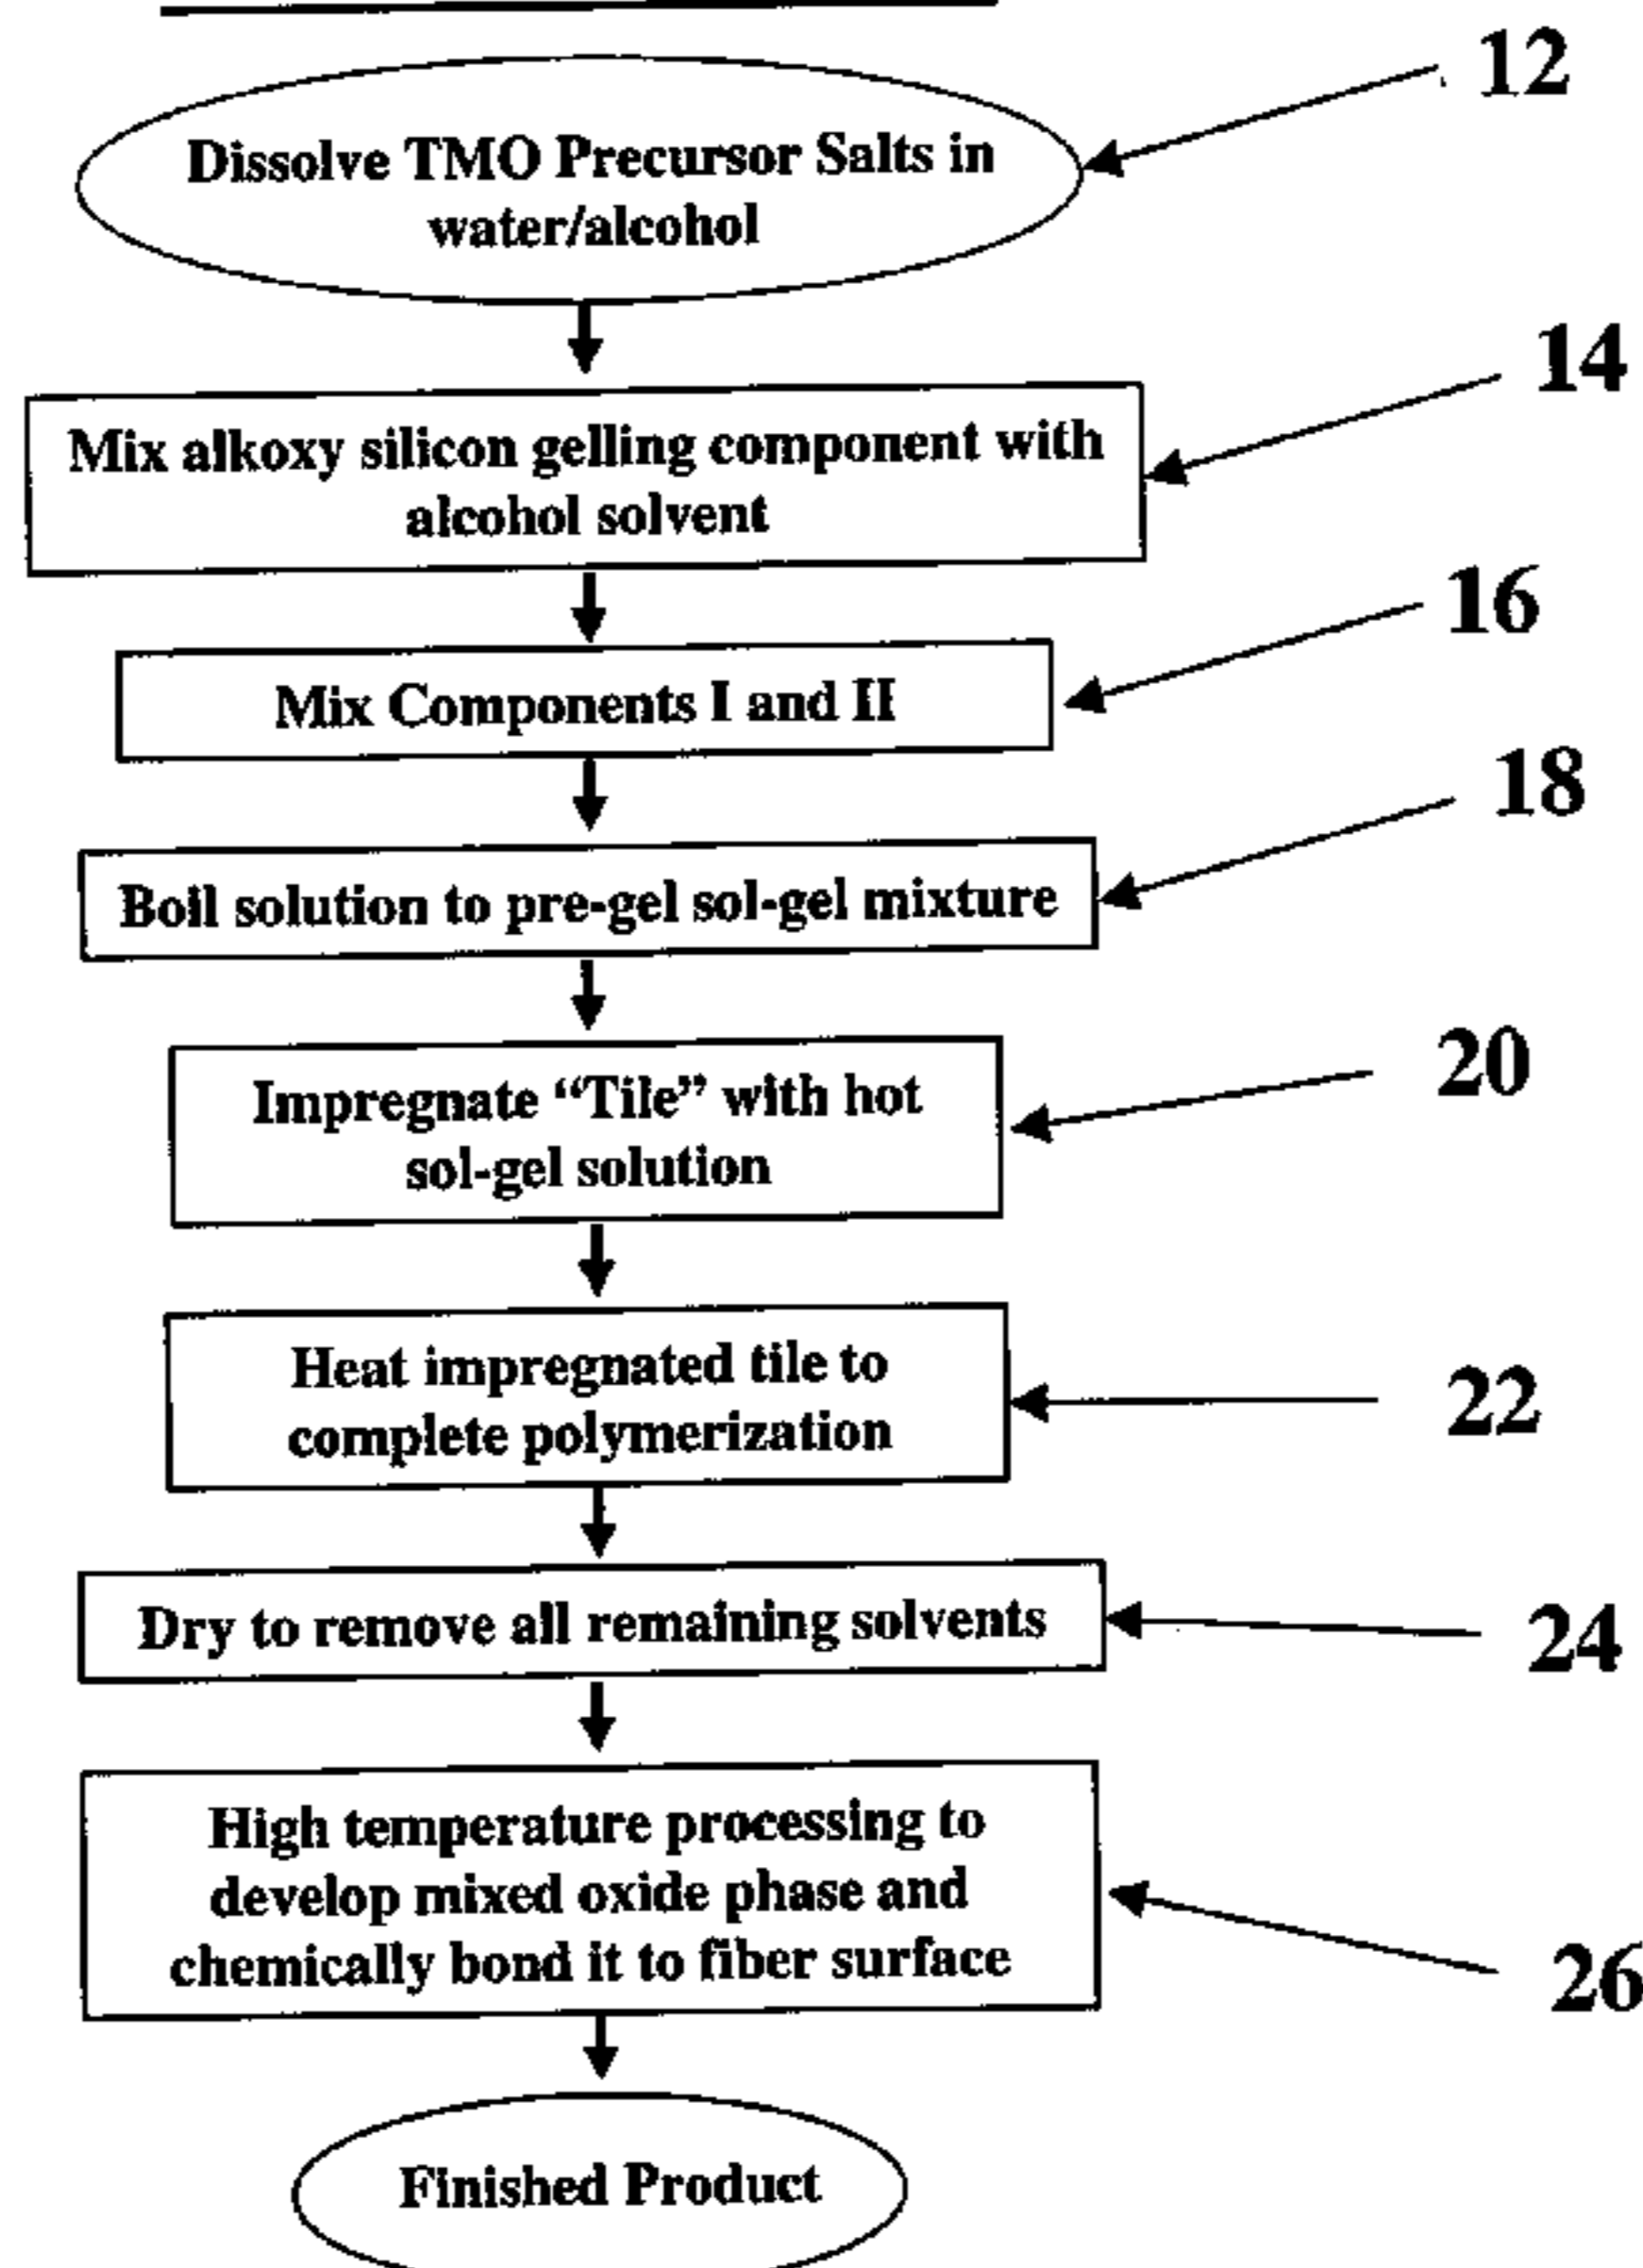 12
Dissolve TMO Precursor Salts in
water/alcohol
14
Mix alkoxy silicon gelling component with
alcohol solvent
16
Mix Components I and II
18
Boil solution to pre-gel sol-gel mixture
20
Impregnate “Tile” with hot
sol-gel solution
22
Heat impregnated tile to
complete polymerization
24
Dry to remove all remaining solvents
High temperature processing to
develop mixed oxide phase and
chemically bond it to fiber surface
26
Finished Product